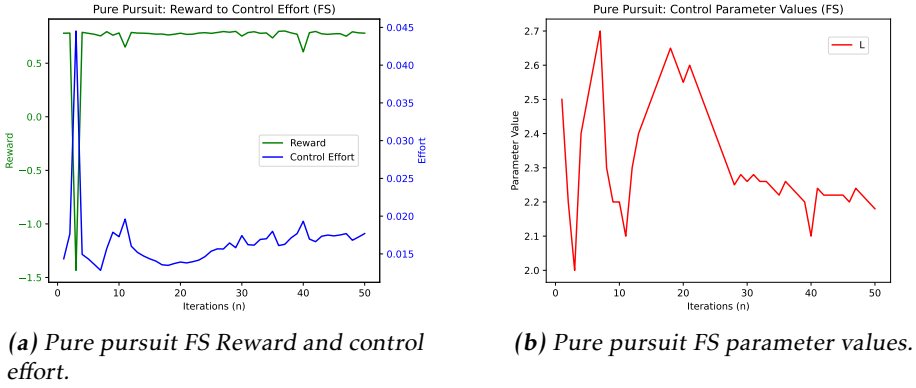 Pure Pursuit: Reward to Control Effort (FS)
0.5
0.0
−0.5
−1.0
−1.5
Reward
0.045
0.040
0.035
0.030
0.025
0.020
0.015
Effort
Reward
Control Effort
0 10 20 30 40 50
Iterations (n)
(a) Pure pursuit FS Reward and control
effort.
Pure Pursuit: Control Parameter Values (FS)
2.7
2.6
2.5
2.4
2.3
2.2
2.1
2.0
Parameter Value
L
0 10 20 30 40 50
Iterations (n)
(b) Pure pursuit FS parameter values.